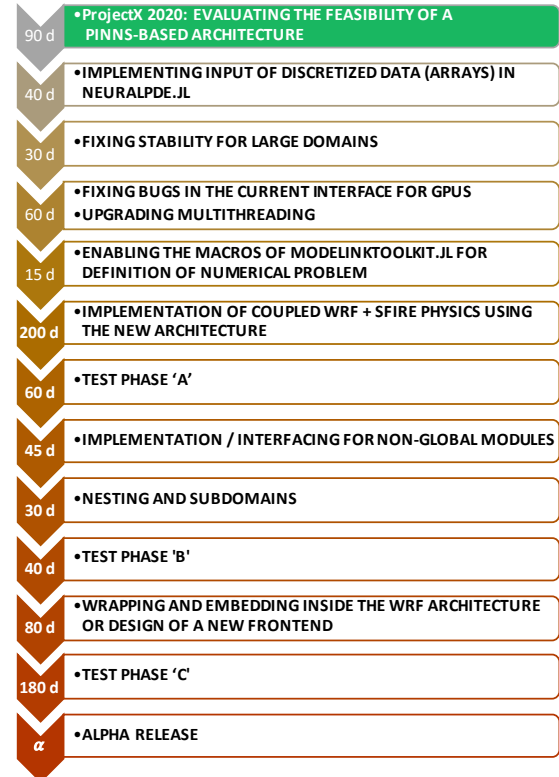 90 d
•ProjectX 2020: EVALUATING THE FEASIBILITY OF A
PINNS-BASED ARCHITECTURE
40 d
•IMPLEMENTING INPUT OF DISCRETIZED DATA (ARRAYS) IN
NEURALPDE.JL
30 d
•FIXING STABILITY FOR LARGE DOMAINS
60 d
•FIXING BUGS IN THE CURRENT INTERFACE FOR GPUS
•UPGRADING MULTITHREADING
15 d
•ENABLING THE MACROS OF MODELINKTOOLKIT.JL FOR
DEFINITION OF NUMERICAL PROBLEM
200 d
•IMPLEMENTATION OF COUPLED WRF + SFIRE PHYSICS USING
THE NEW ARCHITECTURE
60 d
•TEST PHASE ‘A’
45 d
•IMPLEMENTATION / INTERFACING FOR NON-GLOBAL MODULES
30 d
•NESTING AND SUBDOMAINS
40 d
•TEST PHASE 'B'
80 d
•WRAPPING AND EMBEDDING INSIDE THE WRF ARCHITECTURE
OR DESIGN OF A NEW FRONTEND
180 d
•TEST PHASE ‘C'
α
•ALPHA RELEASE